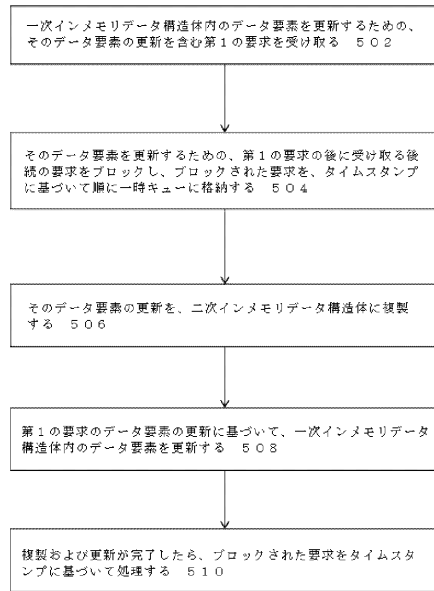 一次インメモリデータ構造体内のデータ要素を更新するための、
そのデータ要素の更新を含む第１の要求を受け取る　５０２
そのデータ要素を更新するための、第１の要求の後に受け取る後
続の要求をブロックし、ブロックされた要求を、タイムスタンプ
に基づいて順に一時キューに格納する　５０４
そのデータ要素の更新を、二次インメモリデータ構造体に複製
する　５０６
第１の要求のデータ要素の更新に基づいて、一次インメモリデータ
構造体内のデータ要素を更新する　５０８
複製および更新が完了したら、ブロックされた要求をタイムスタ
ンプに基づいて処理する　５１０